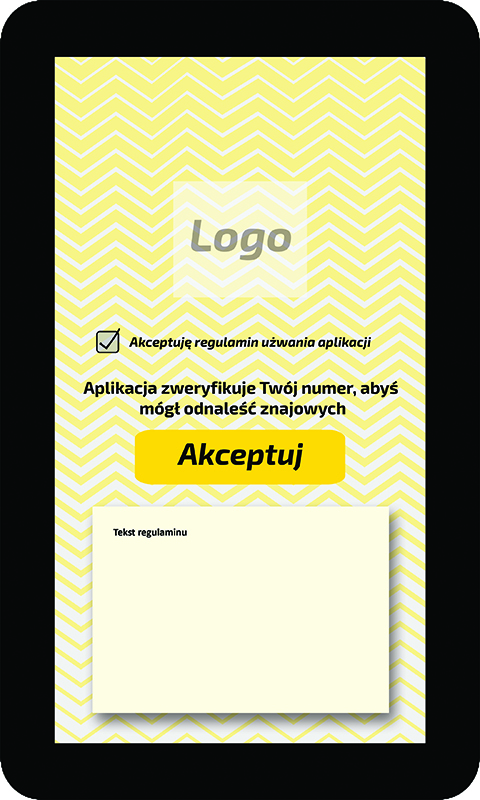 Logo
Akceptuję regulamin użwania aplikacji
Aplikacja zweryfikuje Twój numer, abyś
mógł odnaleść znajowych
Akceptuj
Tekst regulaminu